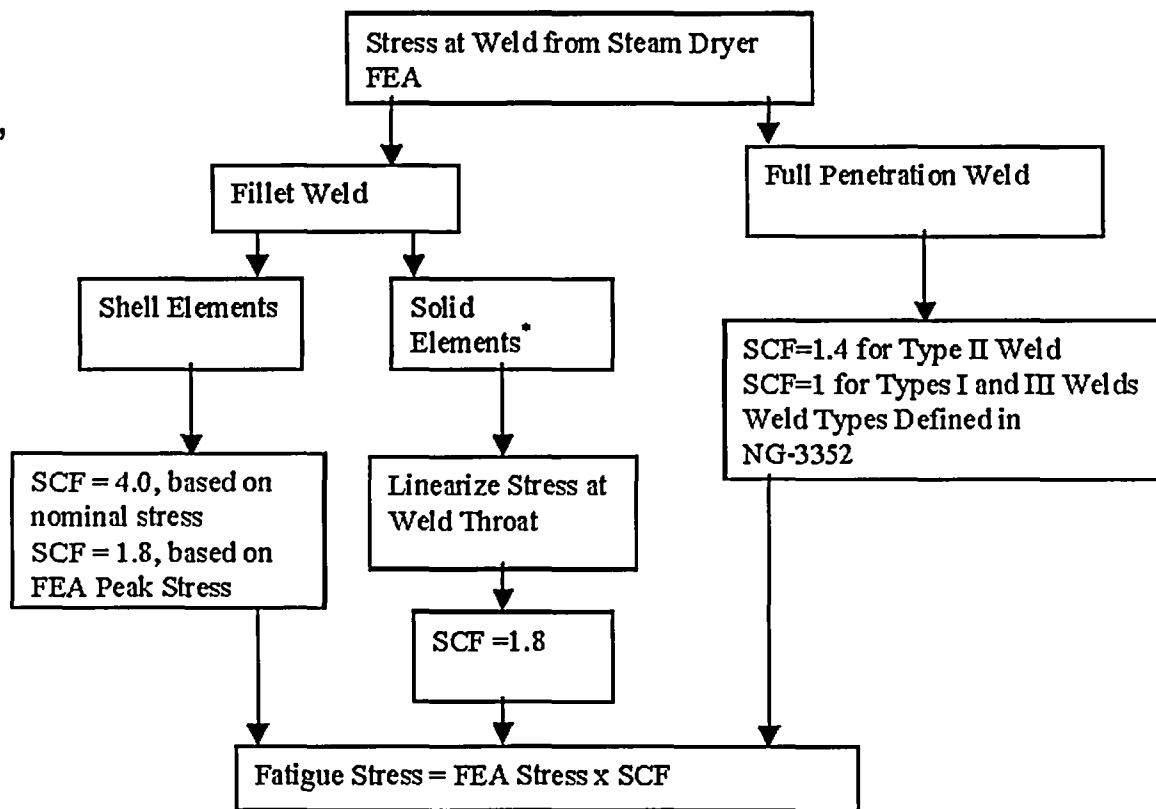 Stress at Weld from Steam Dryer
FEA
,
Fillet Weld
Full Penetration Weld
Shell Elements
Solid
Elements*
SCF=1.4 for Type II Weld
SCF=1 for Types I and III Welds
Weld Types Defined in
NG-3352
SCF = 4.0, based on
nominal stress
SCF = 1.8, based on
FEA Peak Stress
Linearize Stress at
Weld Throat
SCF =1.8
Fatigue Stress = FEA Stress x SCF